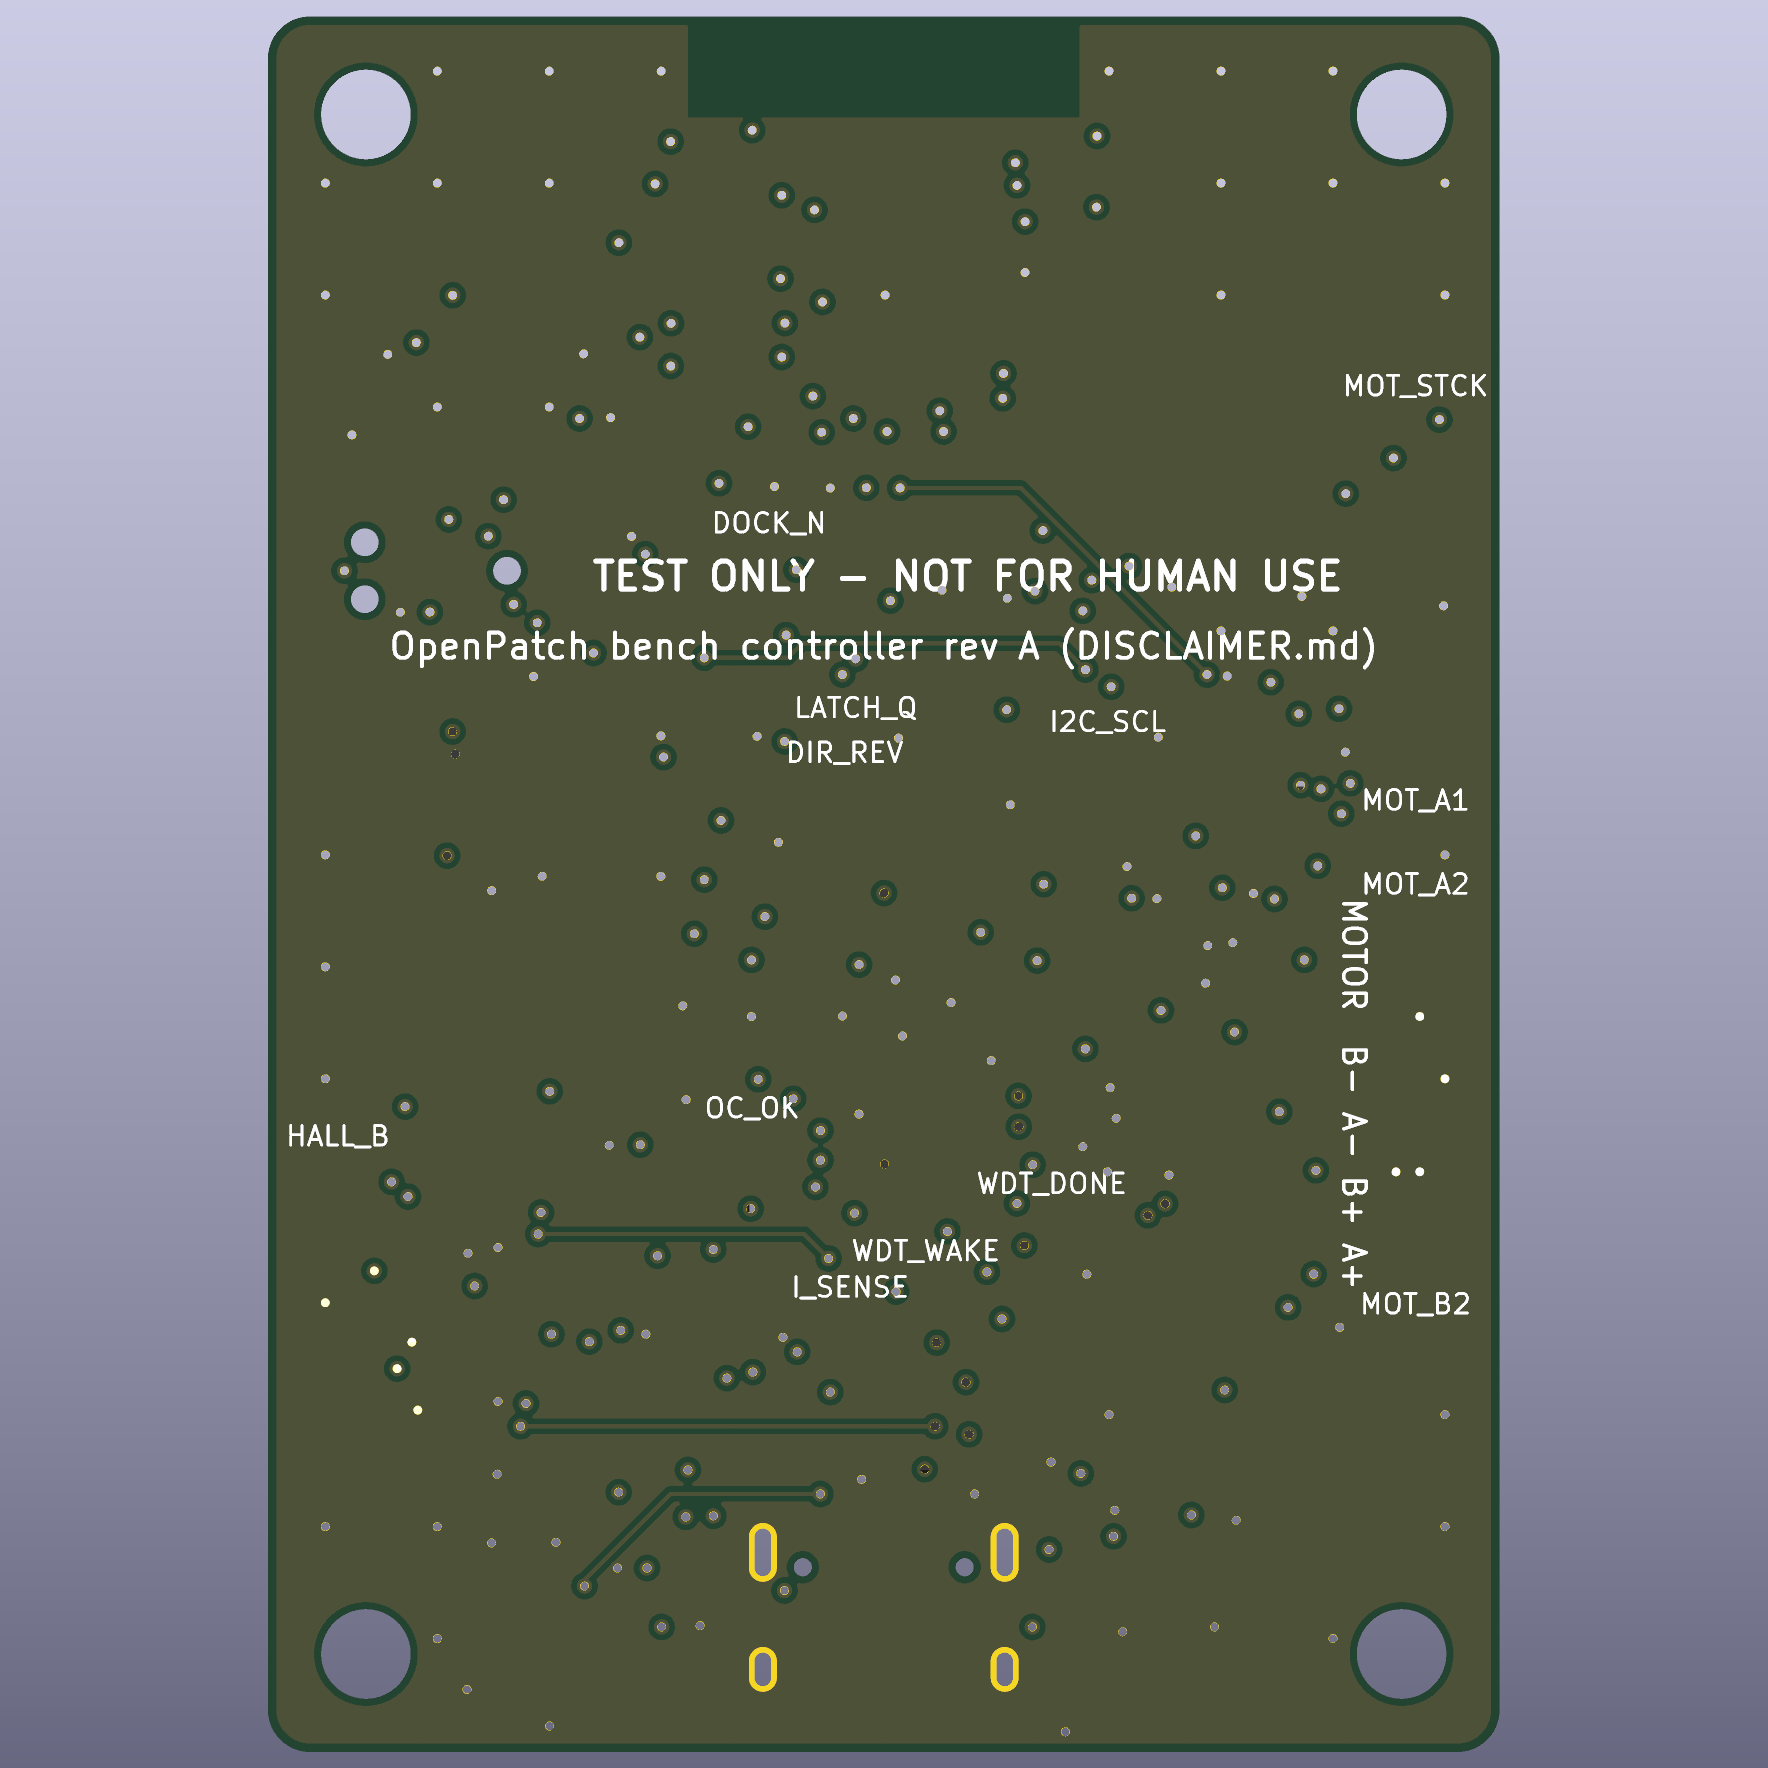 MOT_STCK
DOCK_N
TEST ONLY — NOT FOR HUMAN USE
OpenPatch bench controller rev A (DISCLAIMER.md)
LATCH_Q
I2C_SCL
DIR_REV
MOT_A1
MOT_A2
MOTOR B- A- B+ A+
OC_OK
HALL_B
WDT_DONE
WDT_WAKE
I_SENSE
MOT_B2